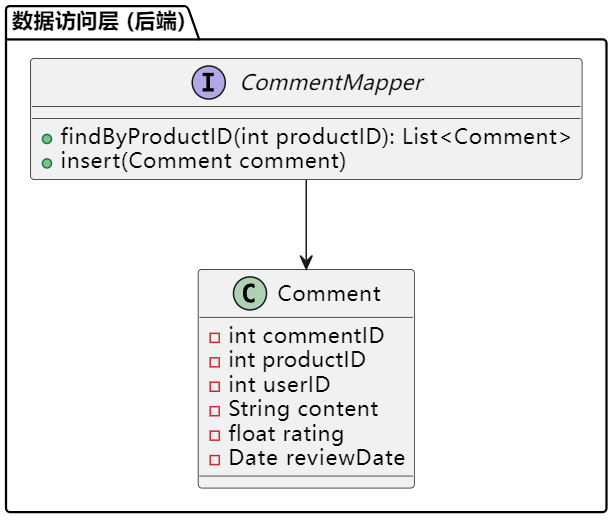 数据访问层 (后端)
I CommentMapper
findByProductID(int productID): List<Comment>
insert(Comment comment)
C Comment
int commentID
int productID
int userID
String content
float rating
Date reviewDate